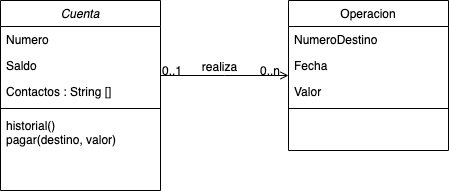 Cuenta
Numero
Saldo
Contactos : String []
historial()
pagar(destino, valor)
0..1
realiza
0..n
Operacion
NumeroDestino
Fecha
Valor